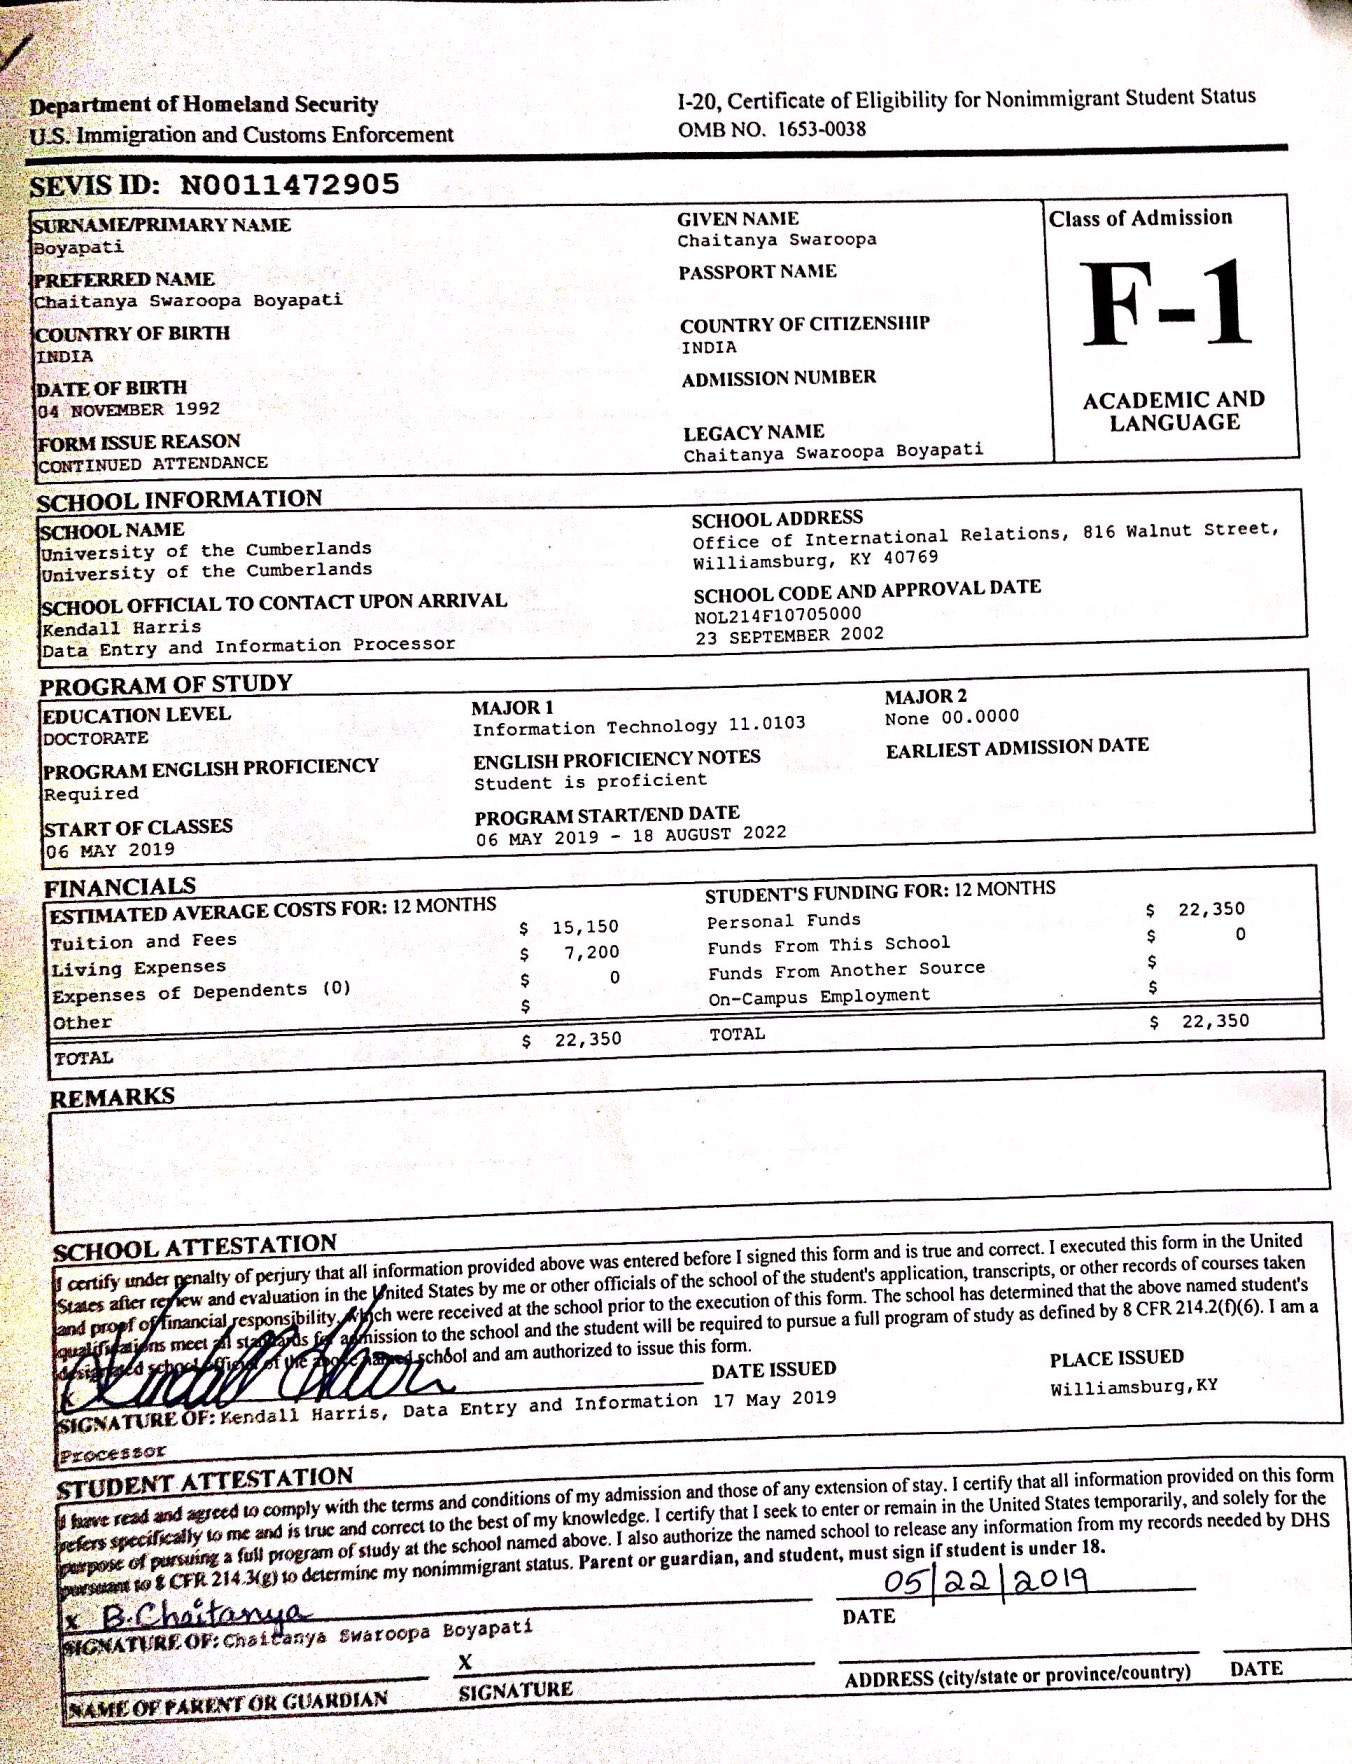 Department of Homeland Security
U.S. Immigration and Customs Enforcement
I-20, Certificate of Eligibility for Nonimmigrant Student Status
OMB NO. 1653-0038
SEVIS ID: N0011472905
SURNAME/PRIMARY NAME
Boyapati
GIVEN NAME
Chaitanya Swaroopa
Class of Admission
PREFERRED NAME
Chaitanya Swaroopa Boyapati
PASSPORT NAME
F-1
COUNTRY OF BIRTH
INDIA
COUNTRY OF CITIZENSHIP
INDIA
DATE OF BIRTH
04 NOVEMBER 1992
ADMISSION NUMBER
ACADEMIC AND
LANGUAGE
FORM ISSUE REASON
CONTINUED ATTENDANCE
LEGACY NAME
Chaitanya Swaroopa Boyapati
SCHOOL INFORMATION
SCHOOL NAME
University of the Cumberlands
University of the Cumberlands
SCHOOL ADDRESS
Office of International Relations, 816 Walnut Street,
Williamsburg, KY 40769
SCHOOL OFFICIAL TO CONTACT UPON ARRIVAL
Kendall Harris
Data Entry and Information Processor
SCHOOL CODE AND APPROVAL DATE
NOL214F10705000
23 SEPTEMBER 2002
PROGRAM OF STUDY
EDUCATION LEVEL
DOCTORATE
MAJOR 1
Information Technology 11.0103
MAJOR 2
None 00.0000
PROGRAM ENGLISH PROFICIENCY
Required
ENGLISH PROFICIENCY NOTES
Student is proficient
EARLIEST ADMISSION DATE
START OF CLASSES
06 MAY 2019
PROGRAM START/END DATE
06 MAY 2019 - 18 AUGUST 2022
FINANCIALS
ESTIMATED AVERAGE COSTS FOR: 12 MONTHS
Tuition and Fees $ 15,150
Living Expenses $ 7,200
Expenses of Dependents (0) $ 0
Other $
TOTAL $ 22,350
STUDENT'S FUNDING FOR: 12 MONTHS
Personal Funds $ 22,350
Funds From This School $ 0
Funds From Another Source $
On-Campus Employment $
TOTAL $ 22,350
REMARKS
SCHOOL ATTESTATION
I certify under penalty of perjury that all information provided above was entered before I signed this form and is true and correct. I executed this form in the United
States after review and evaluation in the United States by me or other officials of the school of the student's application, transcripts, or other records of courses taken
and proof of financial responsibility, which were received at the school prior to the execution of this form. The school has determined that the above named student's
qualifications meet all standards for admission to the school and the student will be required to pursue a full program of study as defined by 8 CFR 214.2(f)(6). I am a
designated school official of the above named school and am authorized to issue this form.
X Kendall Harris
DATE ISSUED
PLACE ISSUED
SIGNATURE OF: Kendall Harris, Data Entry and Information 17 May 2019
Williamsburg,KY
Processor
STUDENT ATTESTATION
I have read and agreed to comply with the terms and conditions of my admission and those of any extension of stay. I certify that all information provided on this form
refers specifically to me and is true and correct to the best of my knowledge. I certify that I seek to enter or remain in the United States temporarily, and solely for the
purpose of pursuing a full program of study at the school named above. I also authorize the named school to release any information from my records needed by DHS
pursuant to 8 CFR 214.3(g) to determine my nonimmigrant status. Parent or guardian, and student, must sign if student is under 18.
X B.Chaitanya
05|22|2019
SIGNATURE OF: Chaitanya Swaroopa Boyapati
DATE
X
NAME OF PARENT OR GUARDIAN
SIGNATURE
ADDRESS (city/state or province/country)
DATE